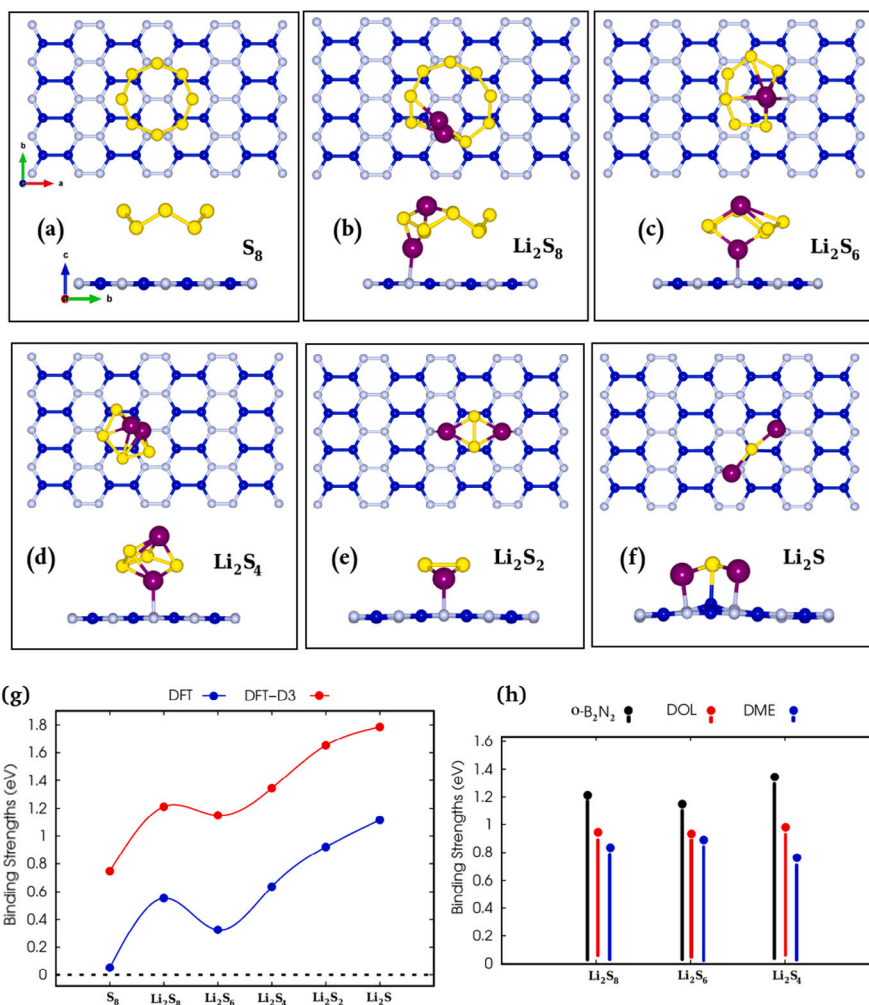 b
a
(a)
S8
c
b
(b)
Li2S8
(c)
Li2S6
(d)
Li2S4
(e)
Li2S2
(f)
Li2S
(g)
DFT
DFT–D3
Binding Strengths (eV)
1.8
1.6
1.4
1.2
1
0.8
0.6
0.4
0.2
0
S8 Li2S8 Li2S6 Li2S4 Li2S2 Li2S
(h)
o-B2N2 DOL DME
Binding Strengths (eV)
1.6
1.4
1.2
1
0.8
0.6
0.4
0.2
0
Li2S8 Li2S6 Li2S4